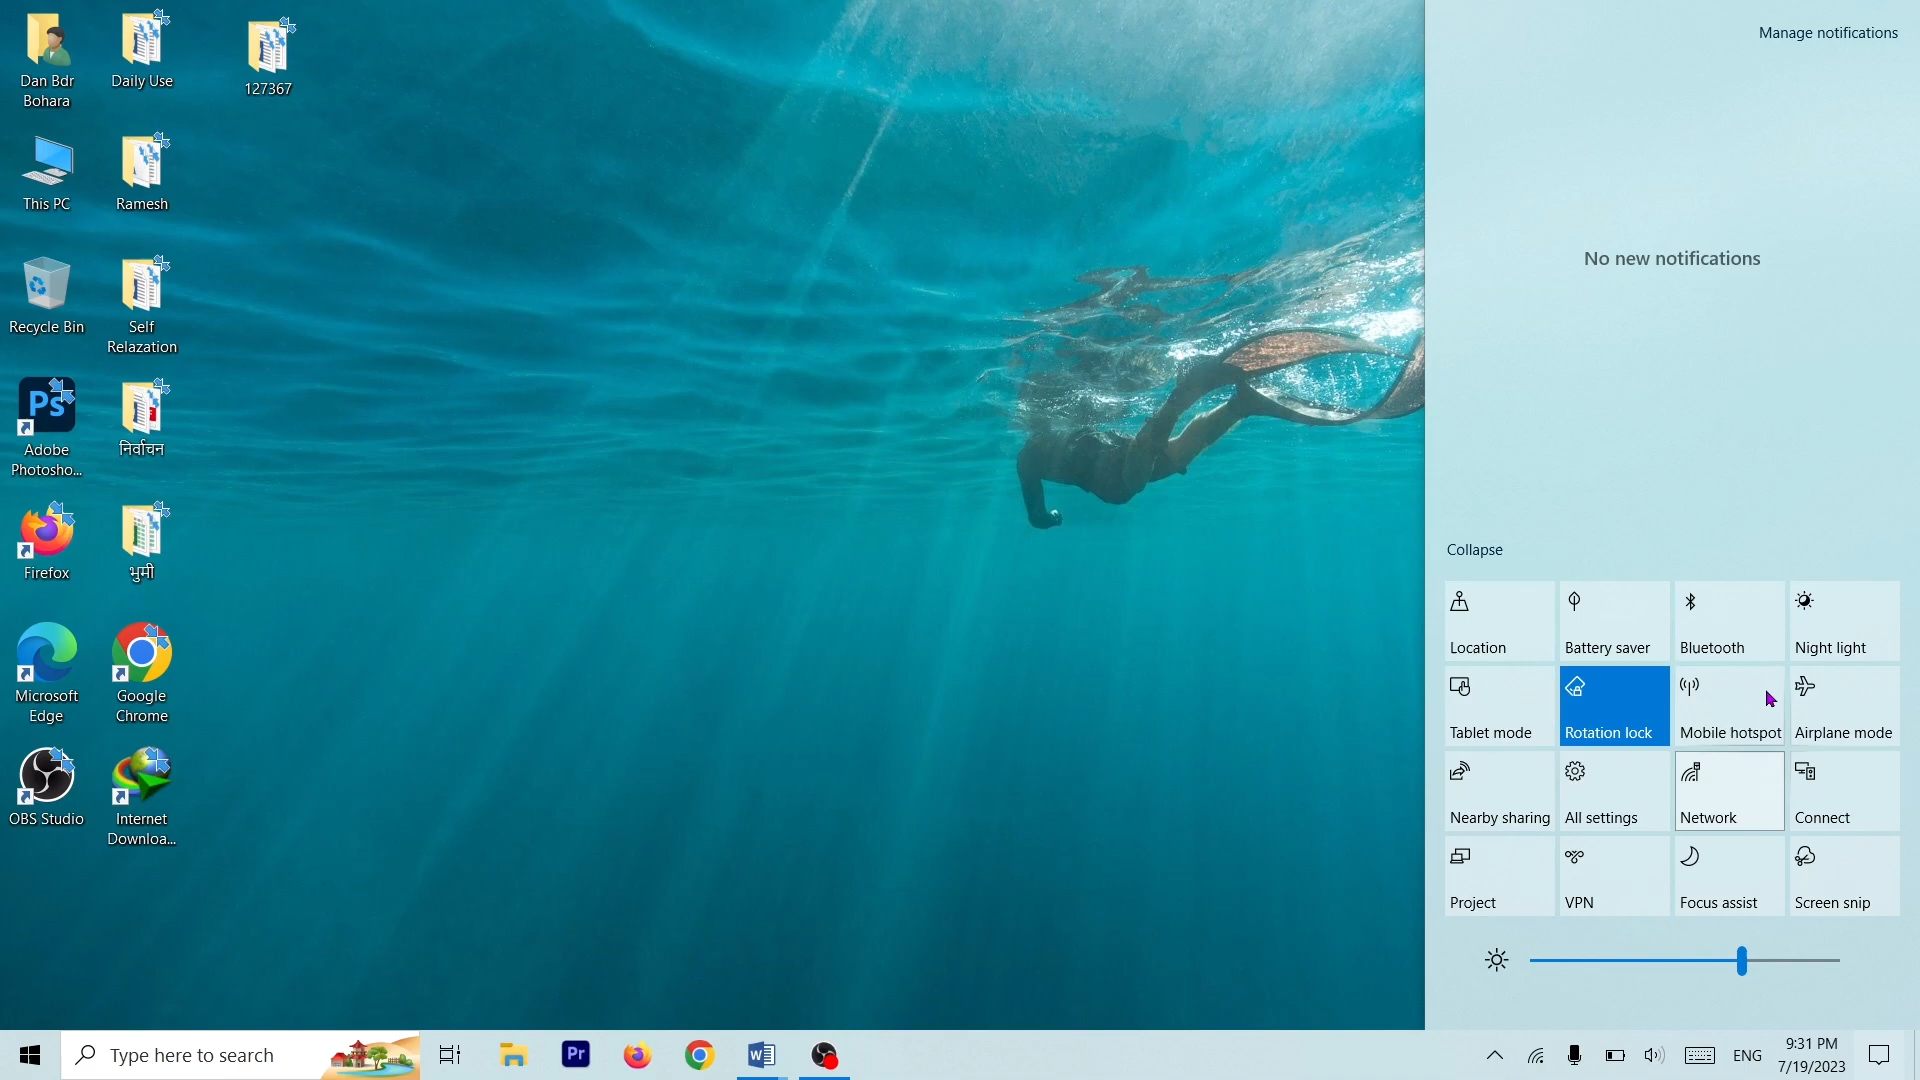 Dan Bdr
Bohara
Daily Use
127367
This PC
Ramesh
Recycle Bin
Self
Relazation
Ps
Adobe
Photosho...
निर्वाचन
Firefox
भुमी
Microsoft
Edge
Google
Chrome
OBS Studio
Internet
Downloa...
Manage notifications
No new notifications
Collapse
Location
Battery saver
Bluetooth
Night light
Tablet mode
Rotation lock
Mobile hotspot
Airplane mode
Nearby sharing
All settings
Network
Connect
Project
VPN
Focus assist
Screen snip
Type here to search
Pr
W
ENG
9:31 PM
7/19/2023